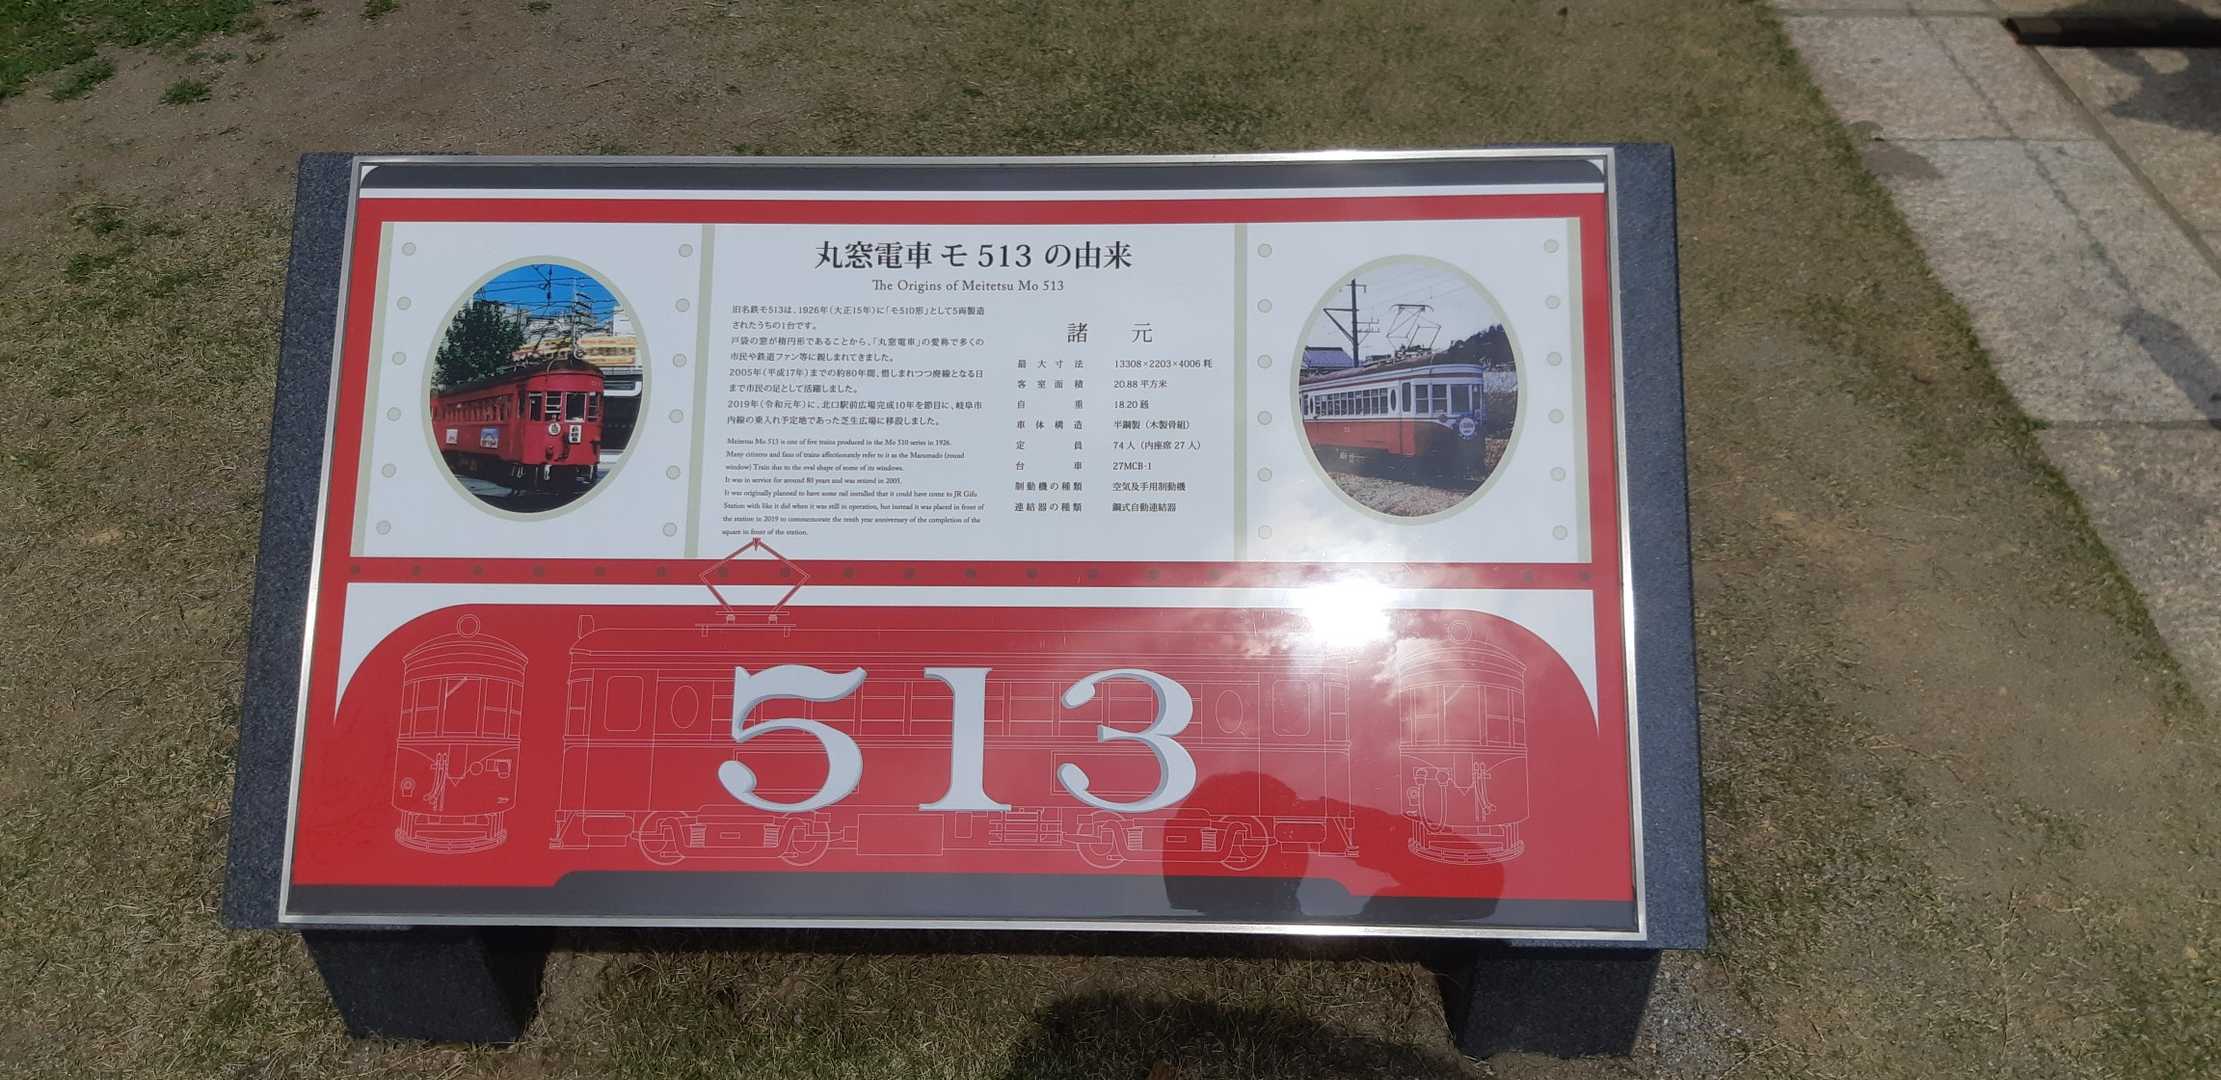 丸窓電車 モ 513 の由来
The Origins of Meitetsu Mo 513
旧名鉄モ513は、1926年(大正15年)に「モ510形」として5両製造
されたうちの1台です。
戸袋の窓が楕円形であることから、「丸窓電車」の愛称で多くの
市民や鉄道ファン等に親しまれてきました。
2005年(平成17年)までの約80年間、惜しまれつつ廃線となる日
まで市民の足として活躍しました。
2019年(令和元年)に、北口駅前広場完成10年を節目に、岐阜市
内線の乗入れ予定地であった芝生広場に移設しました。
Meitetsu Mo 513 is one of five trains produced in the Mo 510 series in 1926.
Many citizens and fans of trains affectionately refer to it as the Marumado (round
window) Train due to the oval shape of some of its windows.
It was in service for around 80 years and was retired in 2005.
It was originally planned to have some rail installed that it could have come to JR Gifu
Station with like it did when it was still in operation, but instead it was placed in front of
the station in 2019 to commemorate the tenth year anniversary of the completion of the
square in front of the station.
諸 元
最大寸法 13308×2203×4006 粍
客室面積 20.88 平方米
自重 18.20 瓲
車体構造 半鋼製(木製骨組)
定員 74 人(内座席 27 人)
台車 27MCB-1
制動機の種類 空気及手用制動機
連結器の種類 鋼式自動連結器
513